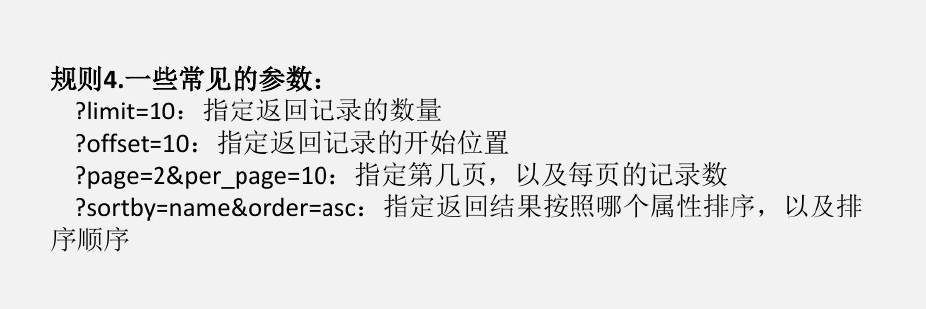 规则4.一些常见的参数：
?limit=10：指定返回记录的数量
?offset=10：指定返回记录的开始位置
?page=2&per_page=10：指定第几页，以及每页的记录数
?sortby=name&order=asc：指定返回结果按照哪个属性排序，以及排
序顺序